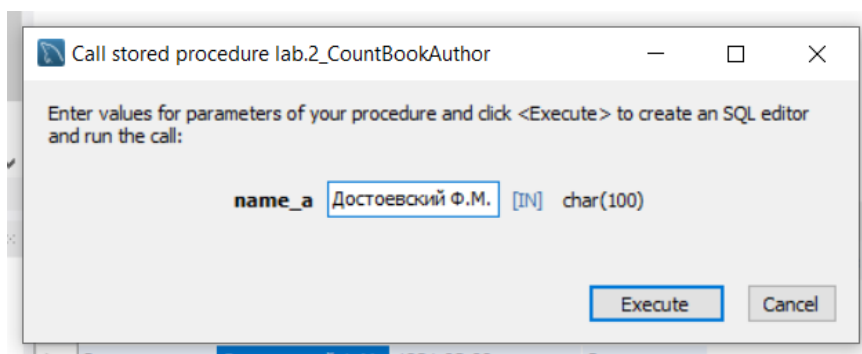 Call stored procedure lab.2_CountBookAuthor
Enter values for parameters of your procedure and click <Execute> to create an SQL editor
and run the call:
name_a Достоевский Ф.М. [IN] char(100)
Execute Cancel